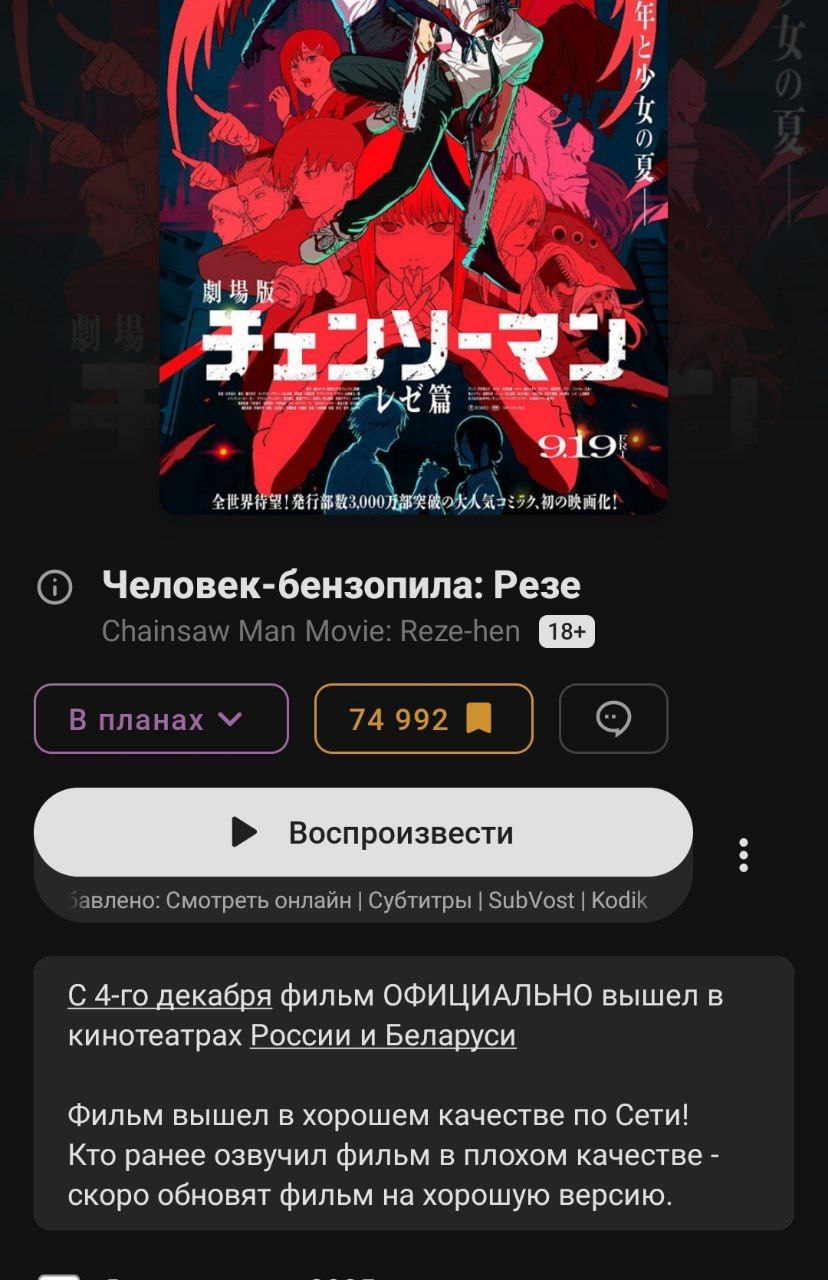 年と少女の夏—
劇場版
チェンソーマン
レゼ篇
9.19 FRI
全世界待望!発行部数3,000万部突破の大人気コミック、初の映画化!
Человек-бензопила: Резе
Chainsaw Man Movie: Reze-hen 18+
В планах 74 992
Воспроизвести
бавлено: Смотреть онлайн | Субтитры | SubVost | Kodik
С 4-го декабря фильм ОФИЦИАЛЬНО вышел в
кинотеатрах России и Беларуси
Фильм вышел в хорошем качестве по Сети!
Кто ранее озвучил фильм в плохом качестве -
скоро обновят фильм на хорошую версию.